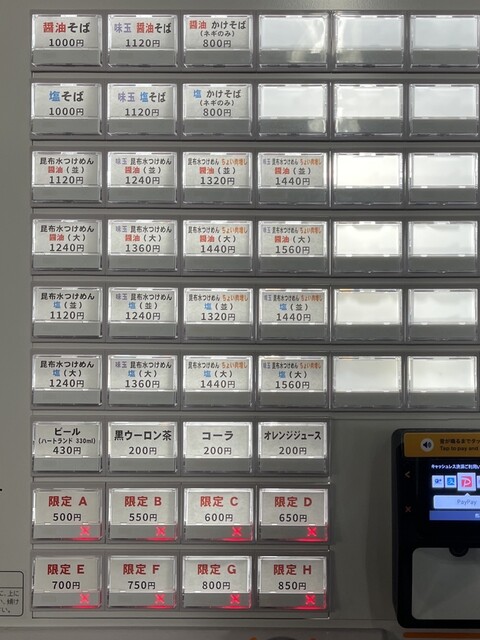 醤油そば
1000円
味玉 醤油そば
1120円
醤油 かけそば
(ネギのみ)
800円
塩そば
1000円
味玉 塩そば
1120円
塩 かけそば
(ネギのみ)
800円
昆布水つけめん
醤油(並)
1120円
味玉 昆布水つけめん
醤油(並)
1240円
昆布水つけめん ちょい肉増し
醤油(並)
1320円
味玉 昆布水つけめん ちょい肉増し
醤油(並)
1440円
昆布水つけめん
醤油(大)
1240円
味玉 昆布水つけめん
醤油(大)
1360円
昆布水つけめん ちょい肉増し
醤油(大)
1440円
味玉 昆布水つけめん ちょい肉増し
醤油(大)
1560円
昆布水つけめん
塩(並)
1120円
味玉 昆布水つけめん
塩(並)
1240円
昆布水つけめん ちょい肉増し
塩(並)
1320円
味玉 昆布水つけめん ちょい肉増し
塩(並)
1440円
昆布水つけめん
塩(大)
1240円
味玉 昆布水つけめん
塩(大)
1360円
昆布水つけめん ちょい肉増し
塩(大)
1440円
味玉 昆布水つけめん ちょい肉増し
塩(大)
1560円
ビール
(ハートランド 330ml)
430円
黒ウーロン茶
200円
コーラ
200円
オレンジジュース
200円
限定 A
500円
限定 B
550円
限定 C
600円
限定 D
650円
限定 E
700円
限定 F
750円
限定 G
800円
限定 H
850円
Tap to pay and
PayPay